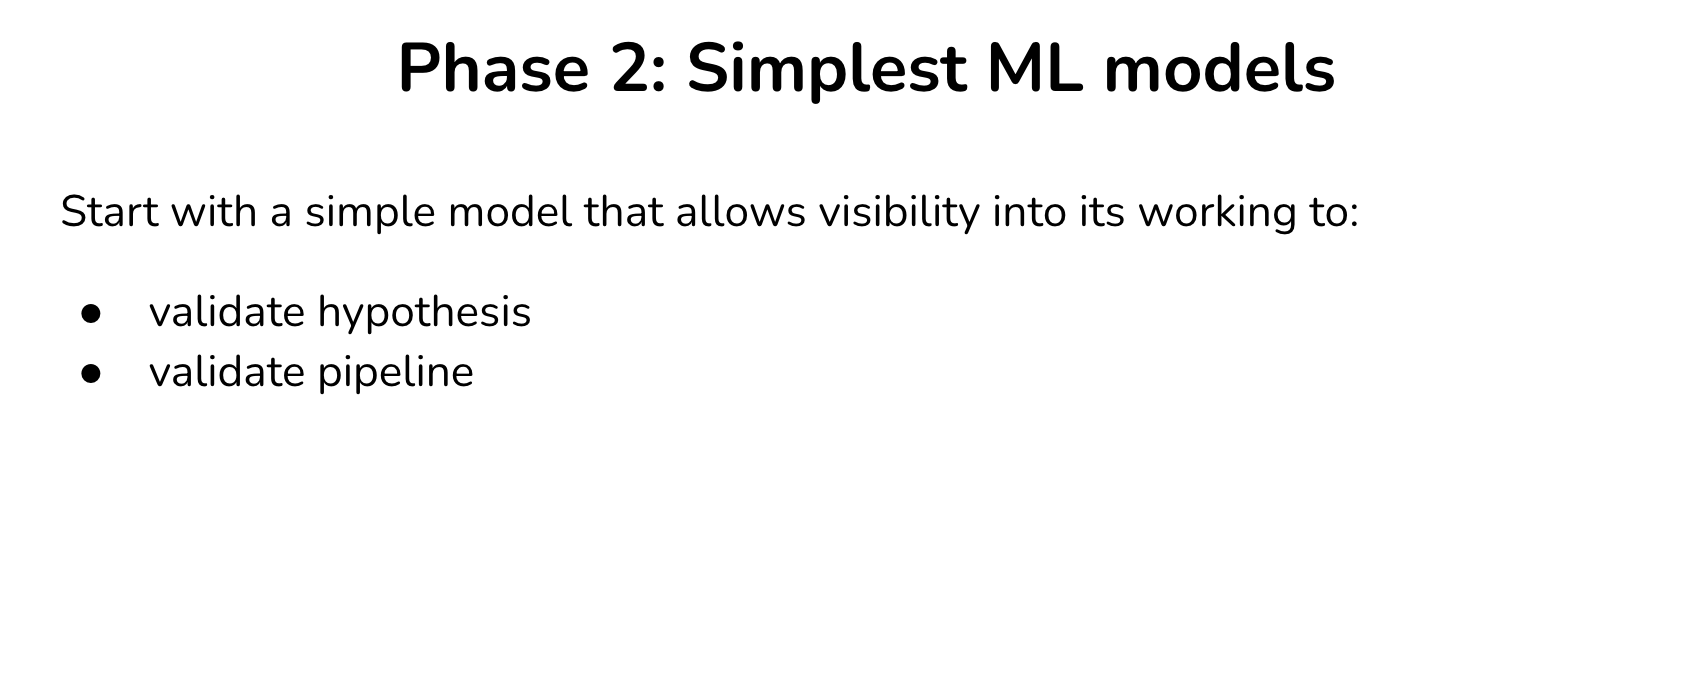 Phase 2: Simplest ML models
Start with a simple model that allows visibility into its working to:
● validate hypothesis
● validate pipeline